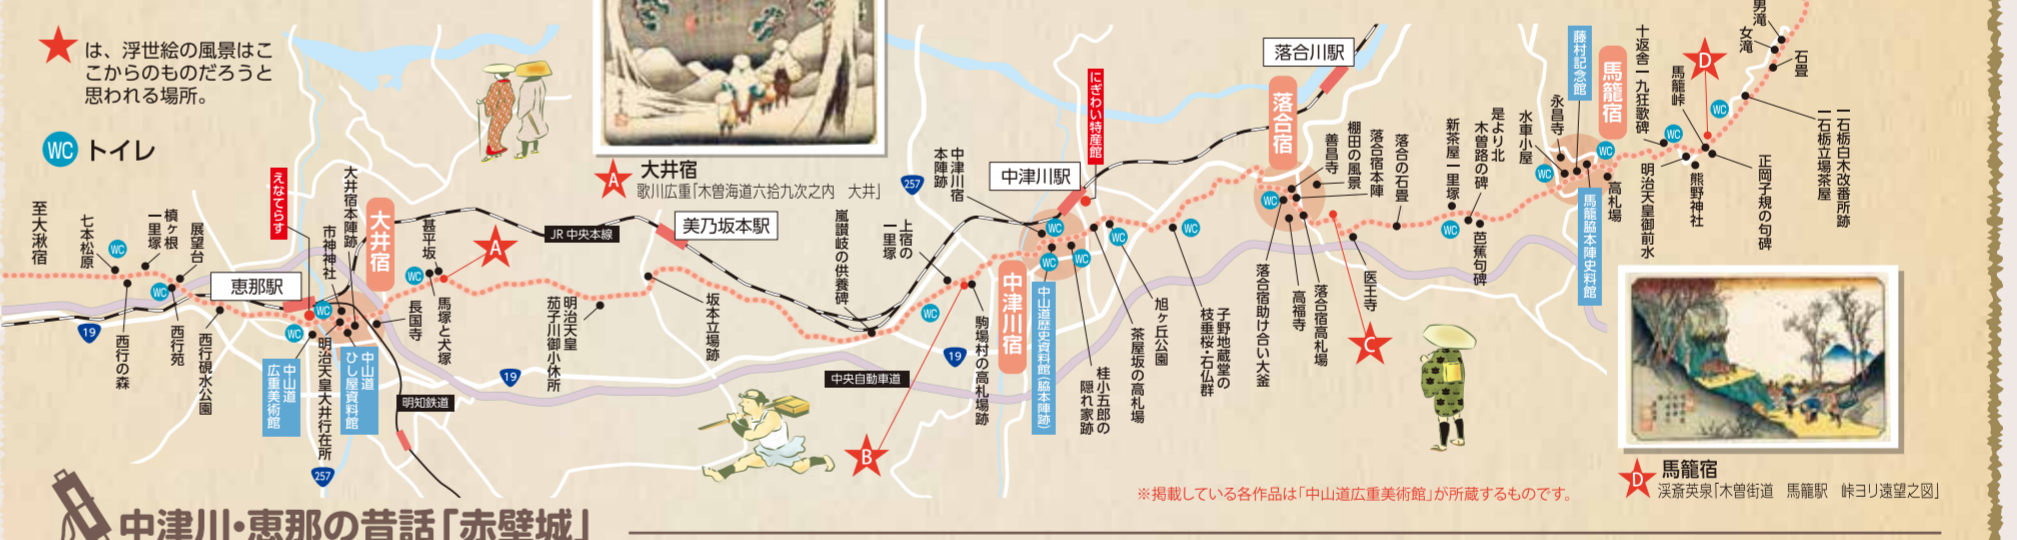 は、浮世絵の風景はこ
こからのものだろうと
思われる場所。
WC トイレ
至大湫宿
七本松原
WC
槙ヶ根
一里塚
展望台
WC
西行の森
西行苑
西行硯水公園
19
えなてらす
恵那駅
市神神社
大井宿本陣跡
大井宿
WC
WC
中山道
広重美術館
明治天皇大井行在所
中山道
ひし屋資料館
257
長国寺
甚平坂
WC
馬塚と犬塚
A
明知鉄道
19
JR 中央本線
A 大井宿
歌川広重「木曽海道六拾九次之内 大井」
明治天皇
茄子川御小休所
美乃坂本駅
坂本立場跡
嵐讃岐の供養碑
中央自動車道
上宿の
一里塚
WC
19
B
駒場村の高札場跡
257
中津川宿
本陣跡
中津川駅
にぎわい特産館
中津川宿
WC
WC
WC
中山道歴史資料館(脇本陣跡)
桂小五郎の
隠れ家跡
WC
茶屋坂の高札場
旭ヶ丘公園
WC
子野地蔵堂の
枝垂桜・石仏群
落合川駅
落合宿
WC
善昌寺
棚田の風景
落合宿本陣
落合の石畳
落合宿助け合い大釜
高福寺
落合宿高札場
医王寺
C
新茶屋一里塚
WC
木曽路の碑
是より北
芭蕉句碑
水車小屋
WC
永昌寺
藤村記念館
馬籠宿
WC
馬籠脇本陣史料館
高札場
十返舎一九狂歌碑
WC
明治天皇御前水
馬籠峠
熊野神社
D
WC
正岡子規の句碑
男滝
女滝
石畳
一石栃白木改番所跡
一石栃立場茶屋
D 馬籠宿
渓斎英泉「木曽街道 馬籠駅 峠ヨリ遠望之図」
※掲載している各作品は「中山道広重美術館」が所蔵するものです。
中津川・恵那の昔話「赤壁城」